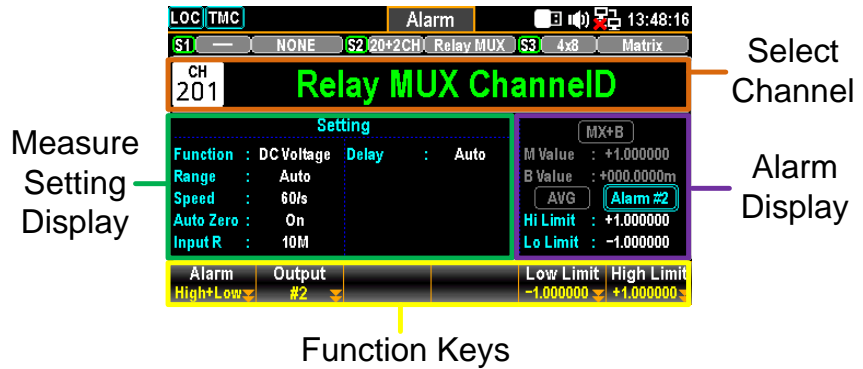 LOC TMC Alarm 13:48:16
S1 — NONE S2 20+2CH Relay MUX S3 4x8 Matrix
CH
201 Relay MUX ChannelD
Select
Channel
Setting
Function : DC Voltage Delay : Auto
Range : Auto
Speed : 60/s
Auto Zero : On
Input R : 10M
MX+B
M Value : +1.000000
B Value : +000.0000m
AVG Alarm #2
Hi Limit : +1.000000
Lo Limit : −1.000000
Measure
Setting
Display
Alarm
Display
Alarm Output Low Limit High Limit
High+Low #2 −1.000000 +1.000000
Function Keys